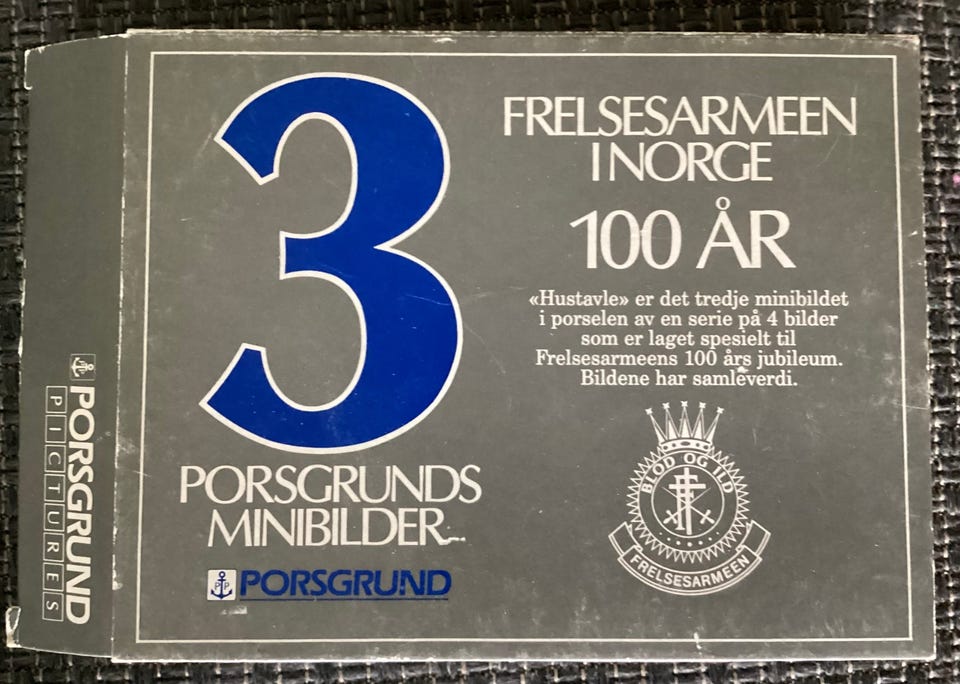 3
PORSGRUNDS
MINIBILDER
PP PORSGRUND
FRELSESARMEEN
I NORGE
100 ÅR
«Hustavle» er det tredje minibildet
i porselen av en serie på 4 bilder
som er laget spesielt til
Frelsesarmeens 100 års jubileum.
Bildene har samleverdi.
BLOD OG ILD
FRELSESARMEEN
PP PORSGRUND
PICTURES